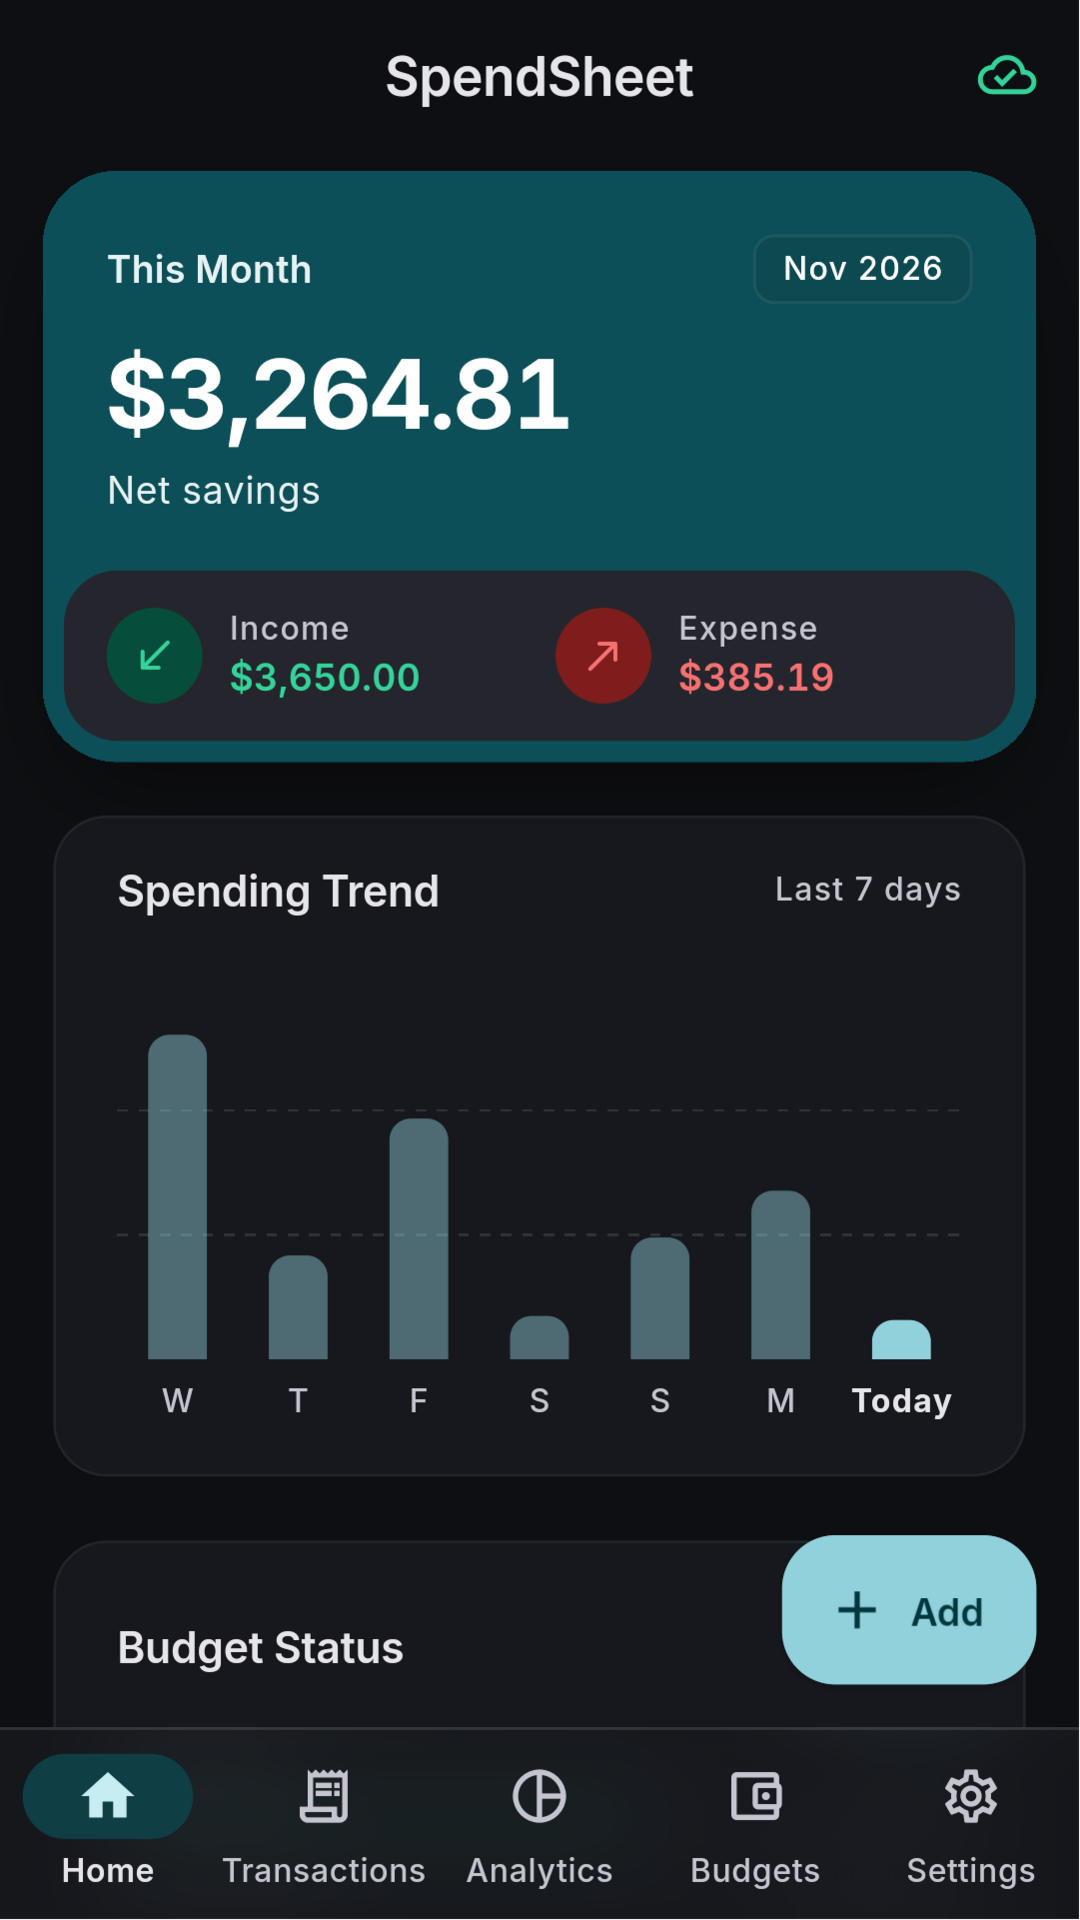 SpendSheet
This Month
Nov 2026
$3,264.81
Net savings
Income
$3,650.00
Expense
$385.19
Spending Trend
Last 7 days
W T F S S M Today
Budget Status
Add
Home Transactions Analytics Budgets Settings